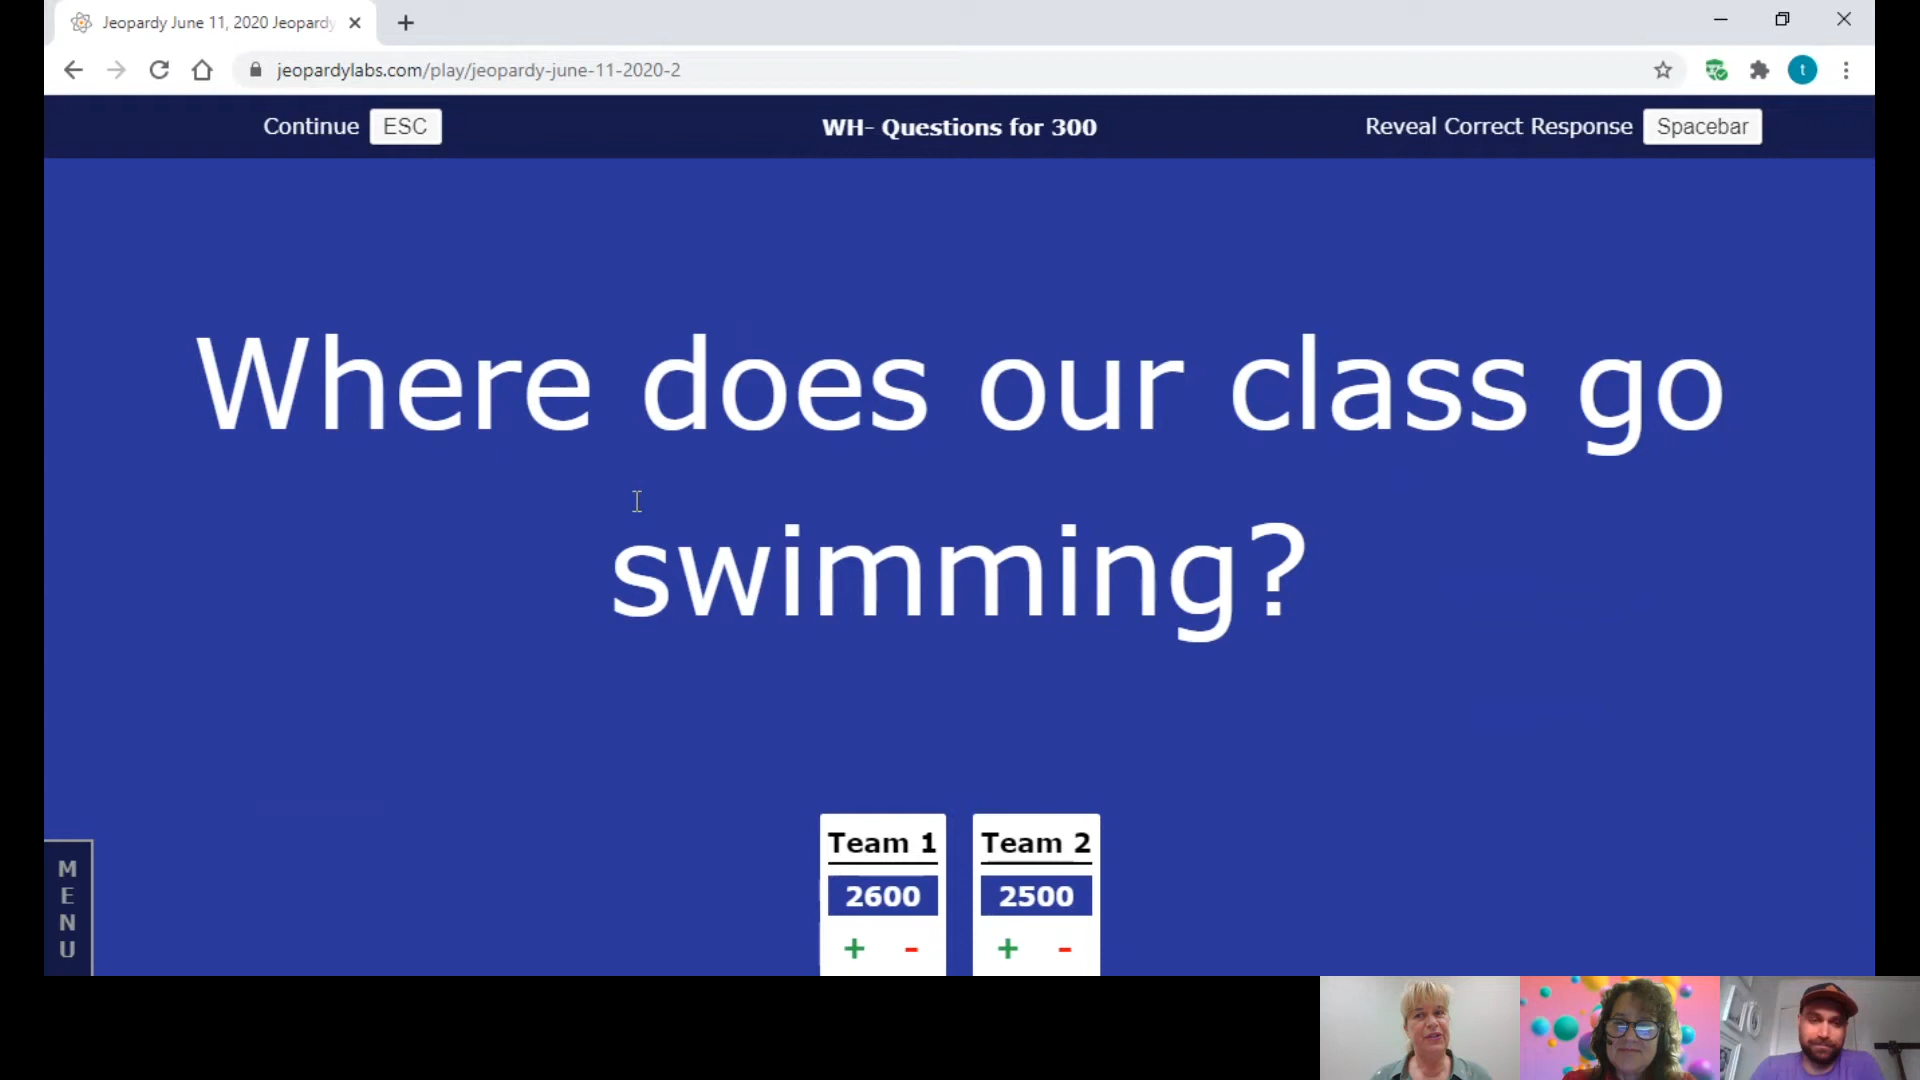 Jeopardy June 11, 2020 Jeopardy
jeopardylabs.com/play/jeopardy-june-11-2020-2
t
Continue ESC
WH- Questions for 300
Reveal Correct Response Spacebar
Where does our class go
swimming?
MENU
Team 1
2600
+ -
Team 2
2500
+ -